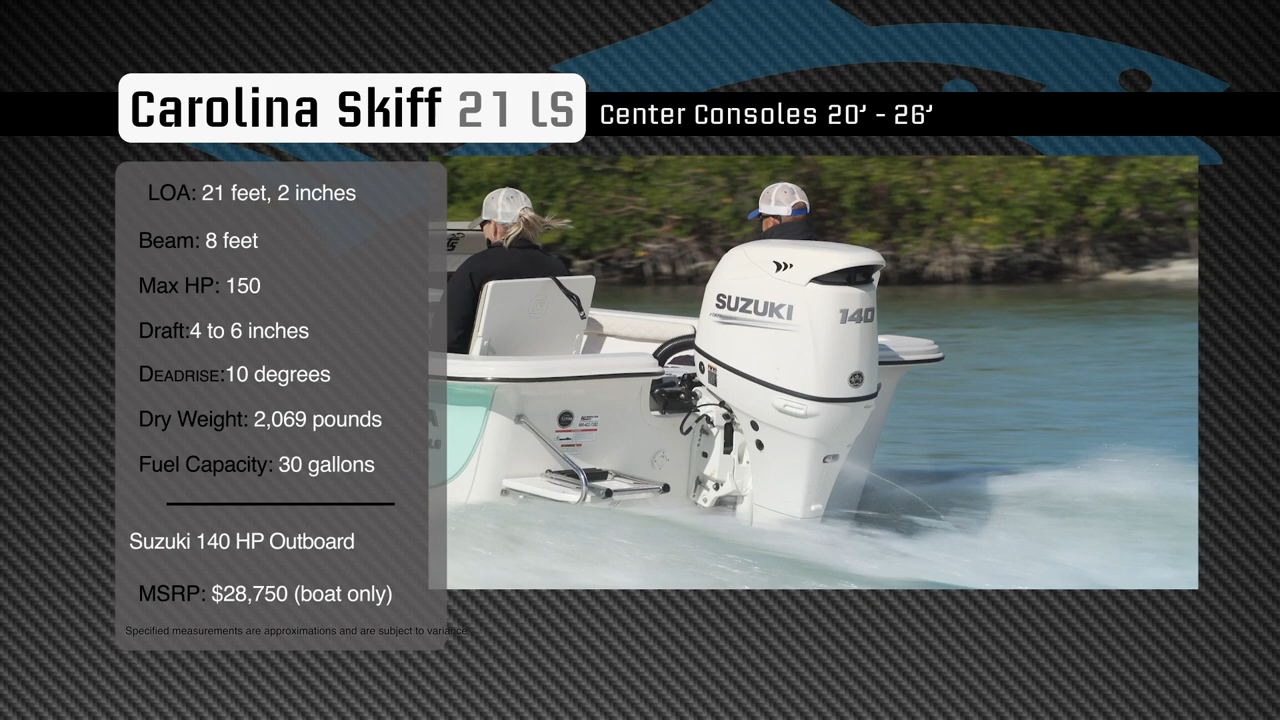 Carolina Skiff 21 LS
Center Consoles 20' - 26'
LOA: 21 feet, 2 inches
Beam: 8 feet
Max HP: 150
Draft:4 to 6 inches
DEADRISE:10 degrees
Dry Weight: 2,069 pounds
Fuel Capacity: 30 gallons
Suzuki 140 HP Outboard
MSRP: $28,750 (boat only)
Specified measurements are approximations and are subject to variance.
SUZUKI
140